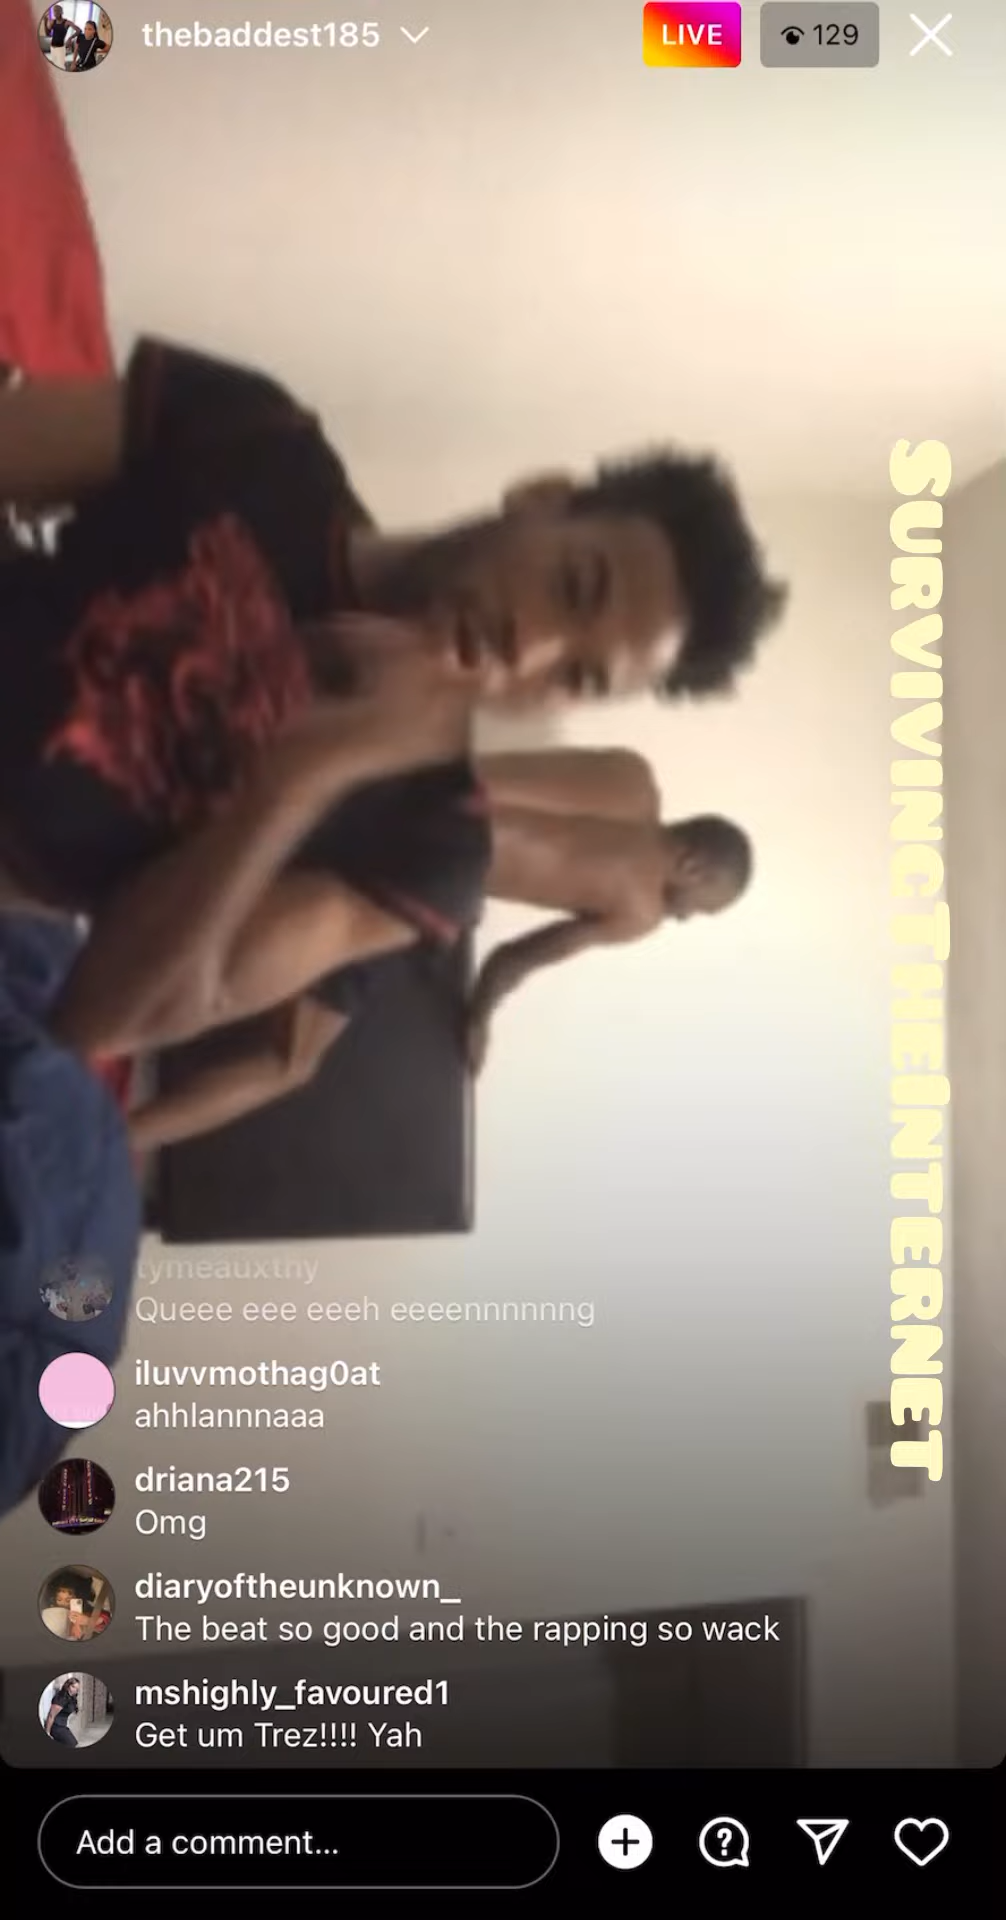 thebaddest185
LIVE
129
SURVIVINGTHEINTERNET
tymeauxthy
Queee eee eeeh eeeennnnnng
iluvvmothag0at
ahhlannnaaa
driana215
Omg
diaryoftheunknown_
The beat so good and the rapping so wack
mshighly_favoured1
Get um Trez!!!! Yah
Add a comment...